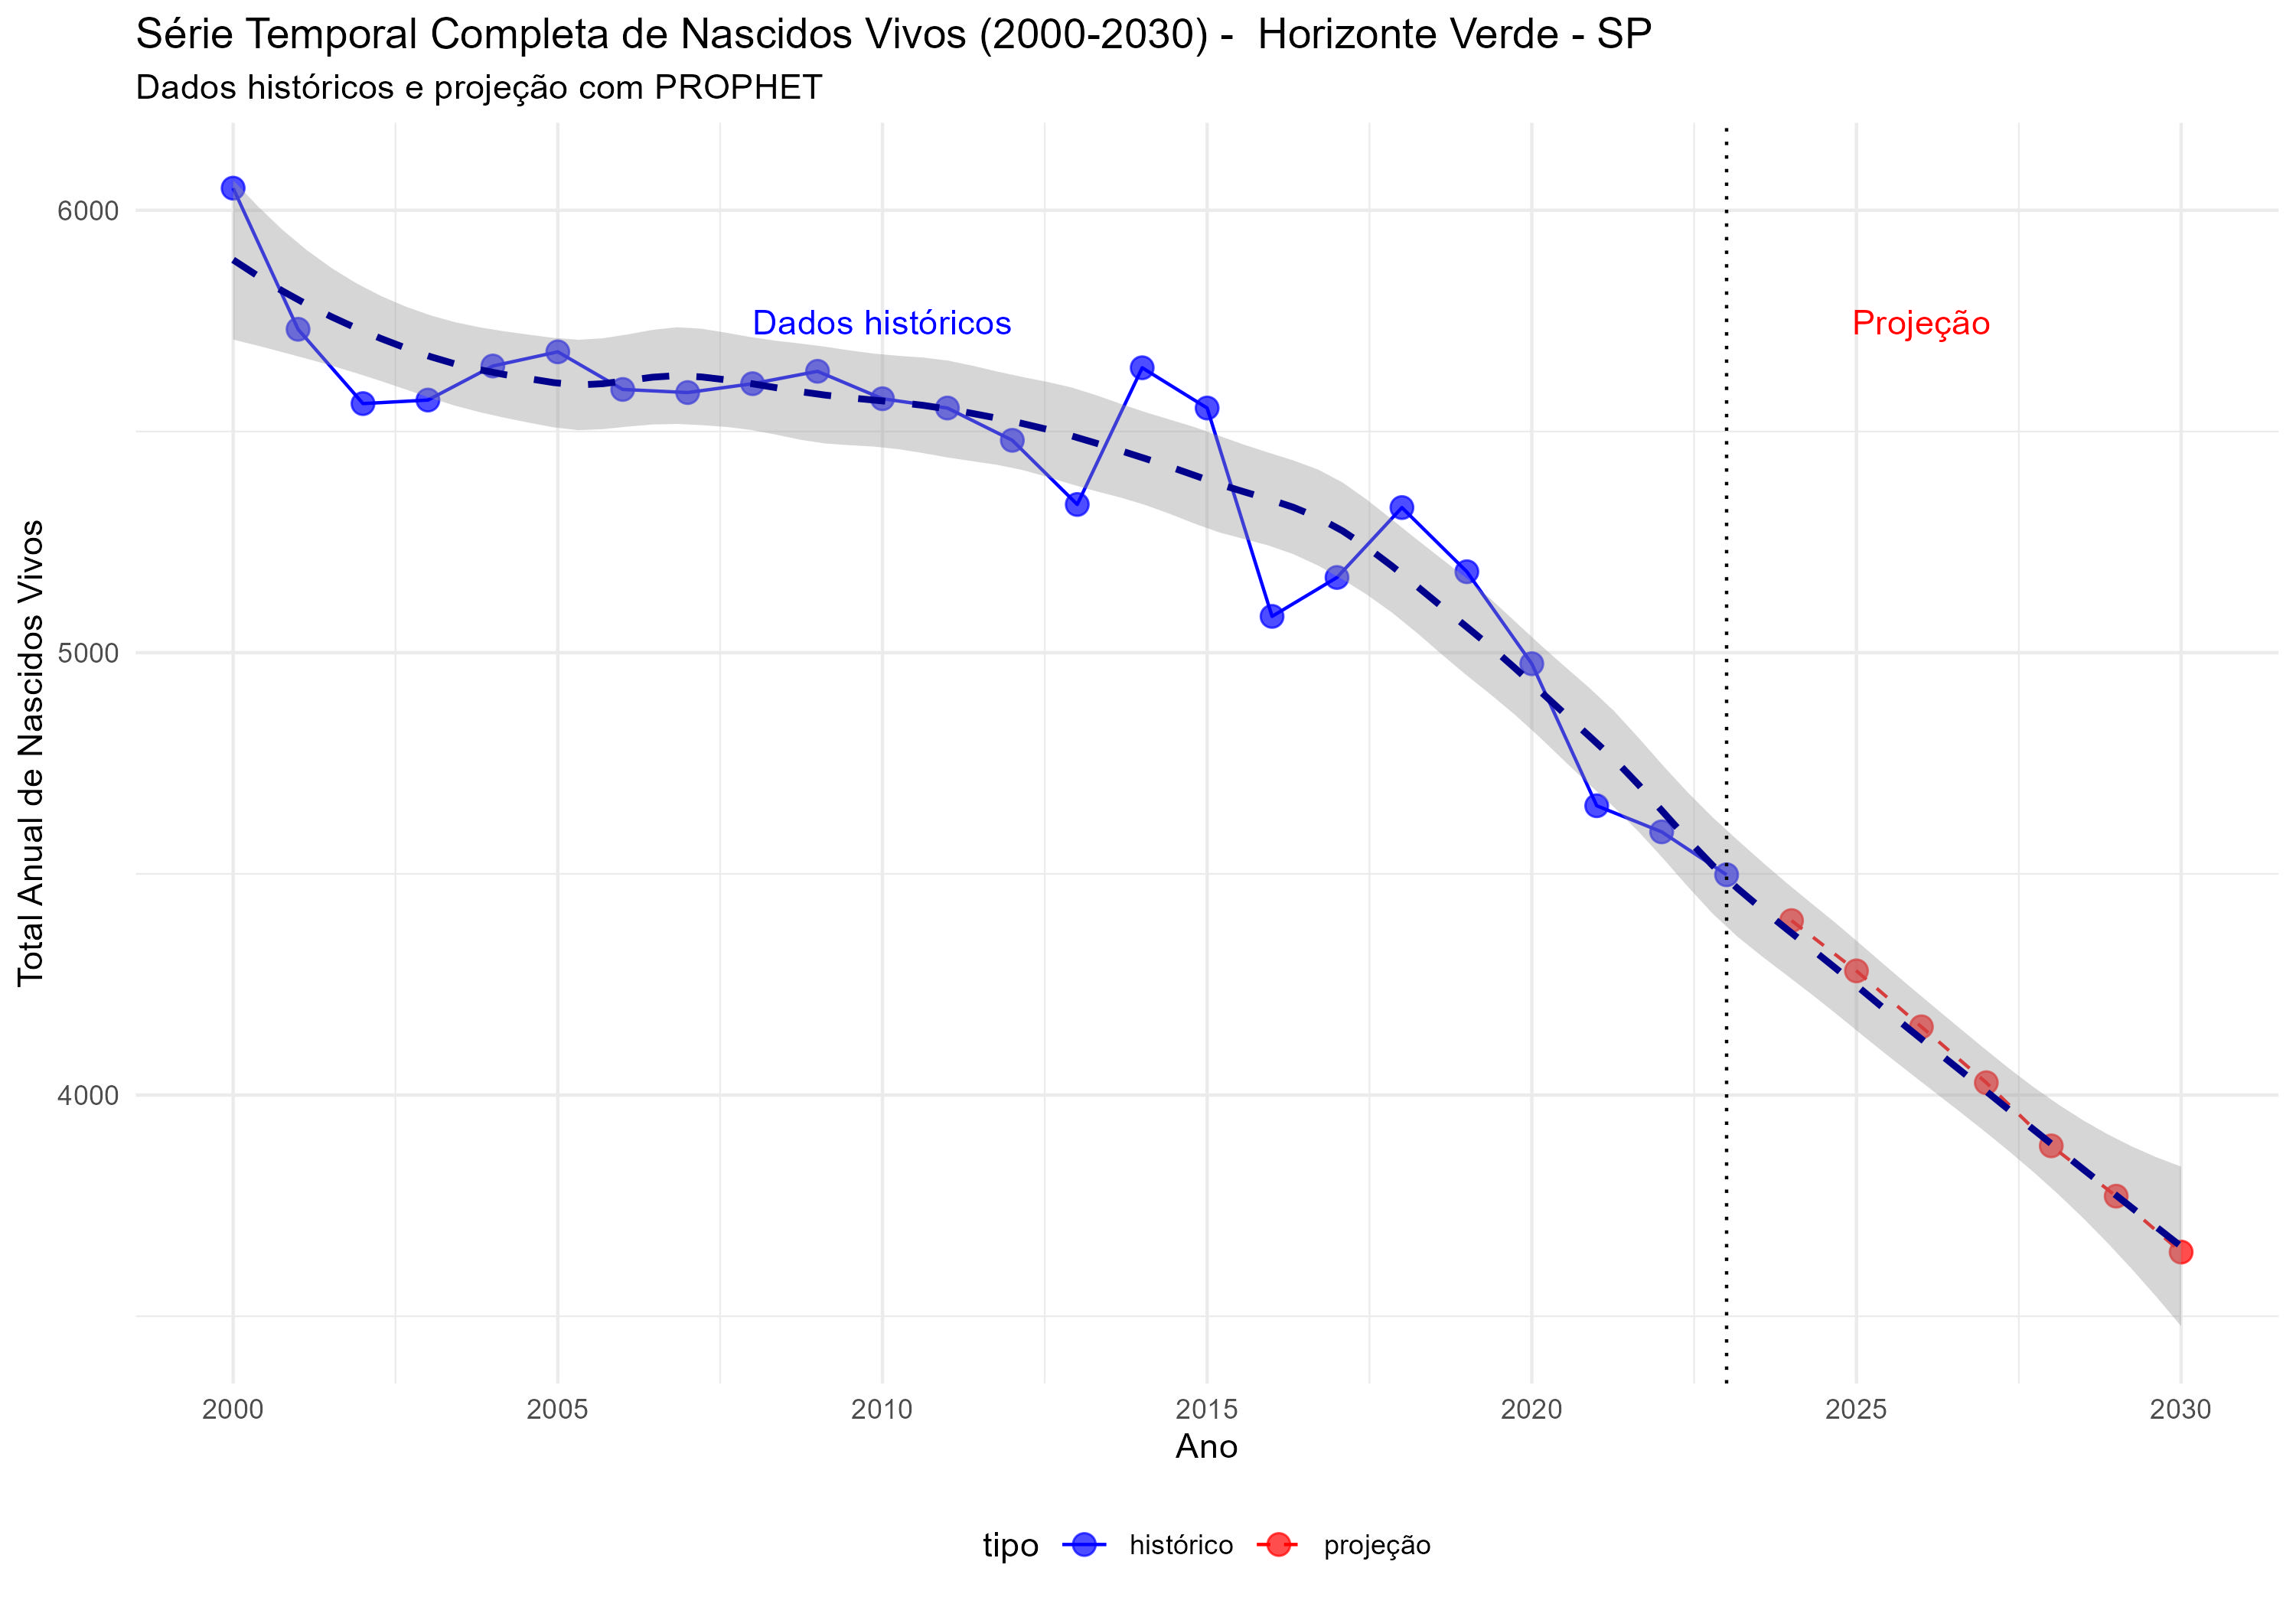 Série Temporal Completa de Nascidos Vivos (2000-2030) -  Horizonte Verde - SP
Dados históricos e projeção com PROPHET
Total Anual de Nascidos Vivos
6000
5000
4000
Dados históricos
Projeção
2000 2005 2010 2015 2020 2025 2030
Ano
tipo histórico projeção